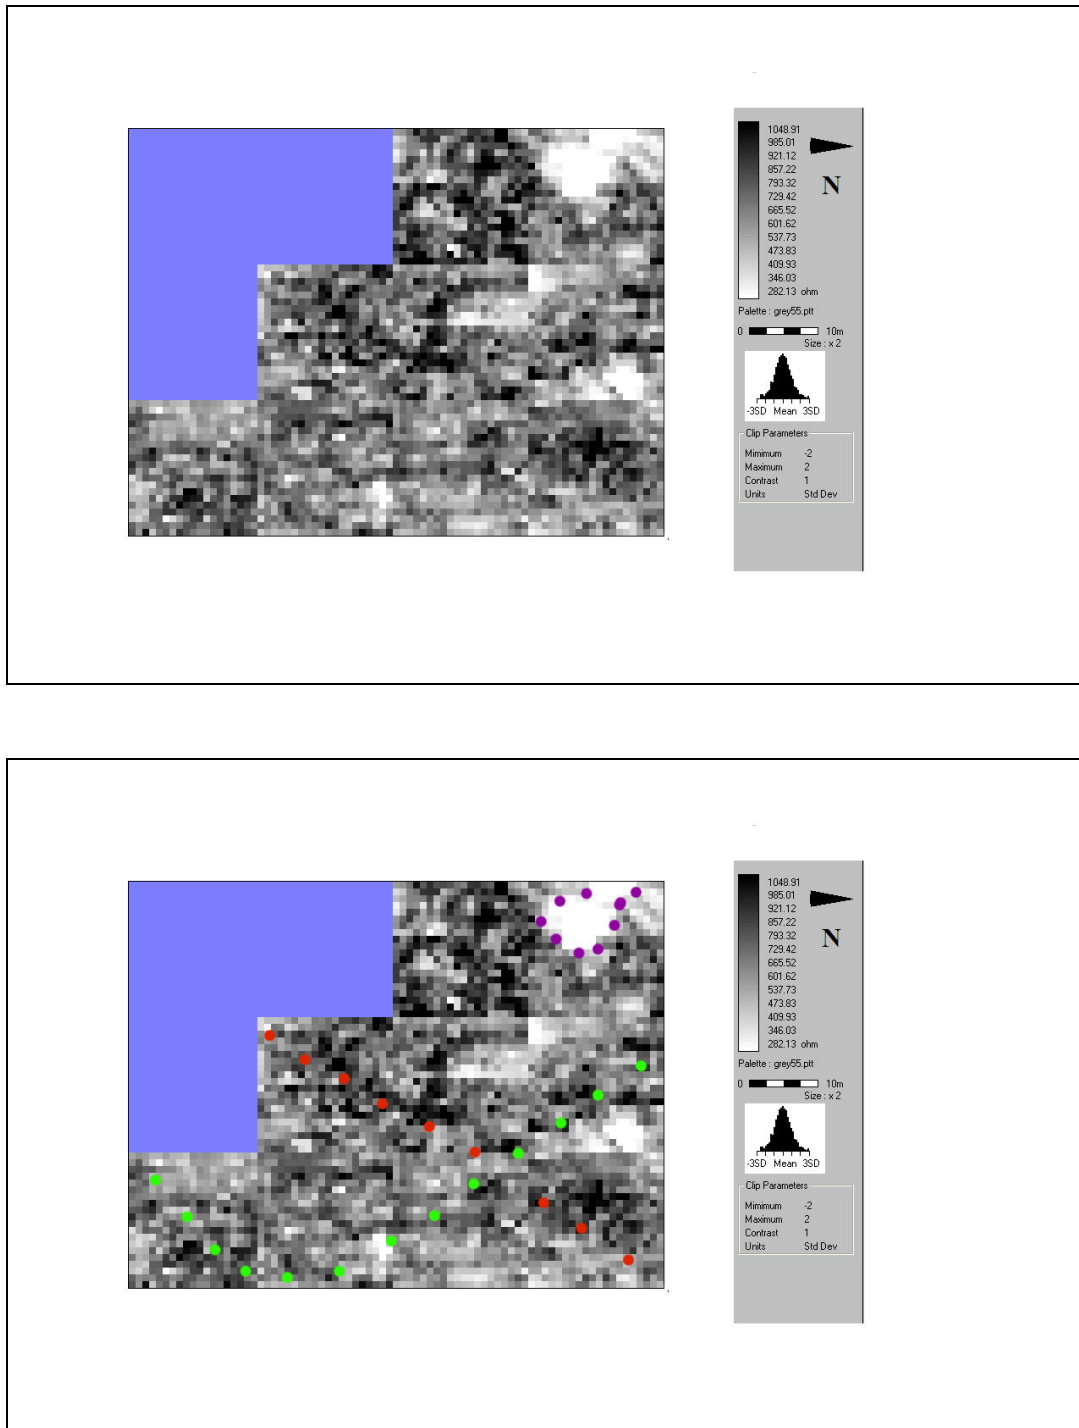 1048.91
985.01
921.12
857.22
793.32
729.42
665.52
601.62
537.73
473.83
409.93
346.03
282.13 ohm
N
Palette : grey55.ptt
0 10m
Size : x 2
-3SD Mean 3SD
Clip Parameters
Mimimum -2
Maximum 2
Contrast 1
Units Std Dev
1048.91
985.01
921.12
857.22
793.32
729.42
665.52
601.62
537.73
473.83
409.93
346.03
282.13 ohm
N
Palette : grey55.ptt
0 10m
Size : x 2
-3SD Mean 3SD
Clip Parameters
Mimimum -2
Maximum 2
Contrast 1
Units Std Dev